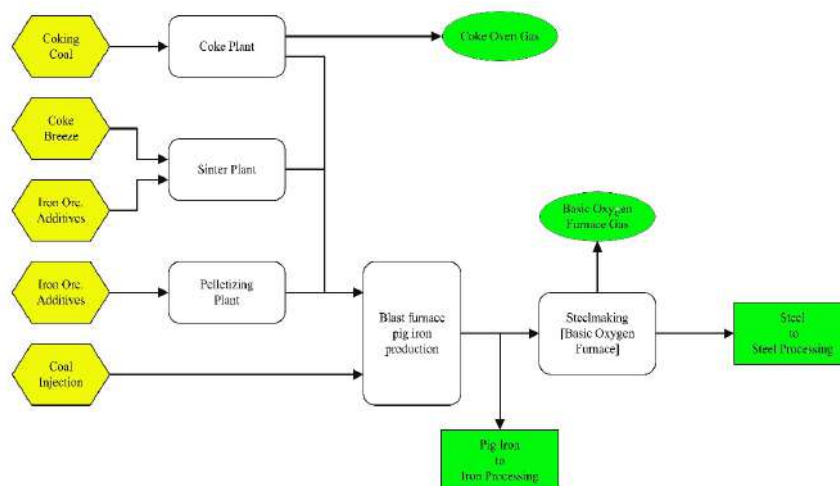 Coking
Coal
Coke Plant
Coke Oven Gas
Coke
Breeze
Sinter Plant
Iron Ore.
Additives
Basic Oxygen
Furnace Gas
Iron Ore.
Additives
Pelletizing
Plant
Blast furnace
pig iron
production
Steelmaking
[Basic Oxygen
Furnace]
Steel
to
Steel Processing
Coal
Injection
Pig Iron
to
Iron Processing